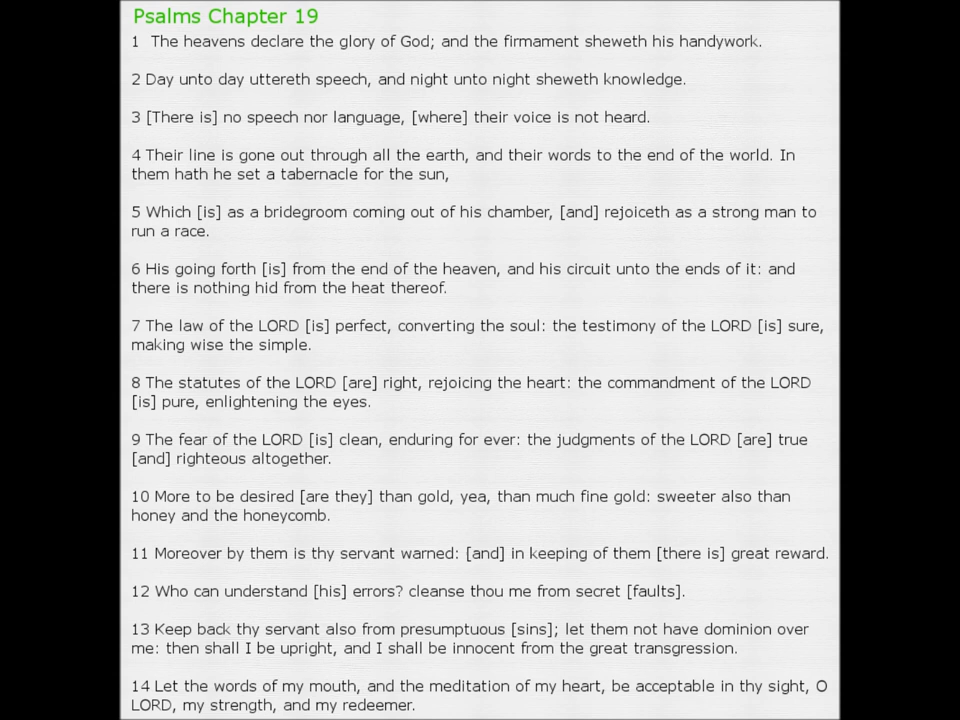 Psalms Chapter 19
1 The heavens declare the glory of God; and the firmament sheweth his handywork.
2 Day unto day uttereth speech, and night unto night sheweth knowledge.
3 [There is] no speech nor language, [where] their voice is not heard.
4 Their line is gone out through all the earth, and their words to the end of the world. In
them hath he set a tabernacle for the sun,
5 Which [is] as a bridegroom coming out of his chamber, [and] rejoiceth as a strong man to
run a race.
6 His going forth [is] from the end of the heaven, and his circuit unto the ends of it: and
there is nothing hid from the heat thereof.
7 The law of the LORD [is] perfect, converting the soul: the testimony of the LORD [is] sure,
making wise the simple.
8 The statutes of the LORD [are] right, rejoicing the heart: the commandment of the LORD
[is] pure, enlightening the eyes.
9 The fear of the LORD [is] clean, enduring for ever: the judgments of the LORD [are] true
[and] righteous altogether.
10 More to be desired [are they] than gold, yea, than much fine gold: sweeter also than
honey and the honeycomb.
11 Moreover by them is thy servant warned: [and] in keeping of them [there is] great reward.
12 Who can understand [his] errors? cleanse thou me from secret [faults].
13 Keep back thy servant also from presumptuous [sins]; let them not have dominion over
me: then shall I be upright, and I shall be innocent from the great transgression.
14 Let the words of my mouth, and the meditation of my heart, be acceptable in thy sight, O
LORD, my strength, and my redeemer.